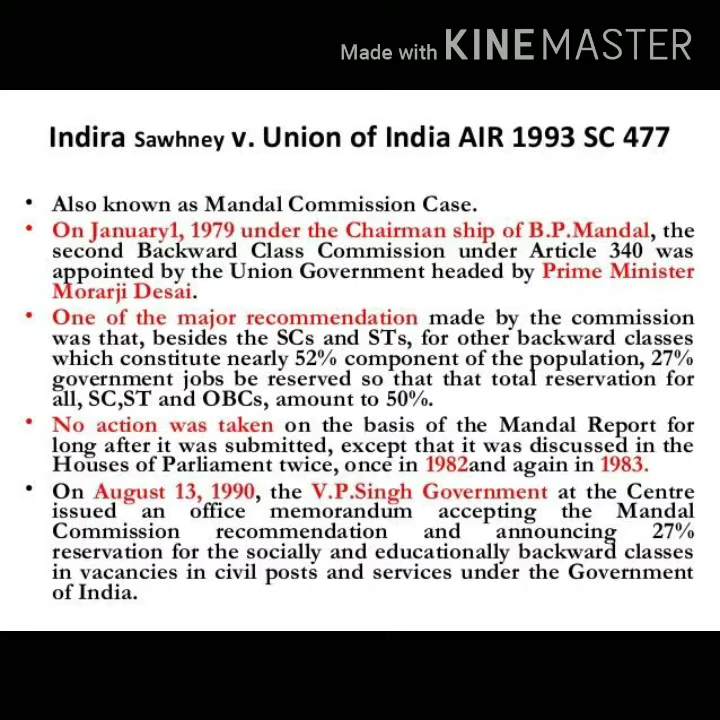 Made with KINEMASTER
Indira Sawhney v. Union of India AIR 1993 SC 477
• Also known as Mandal Commission Case.
• On January1, 1979 under the Chairman ship of B.P.Mandal, the
second Backward Class Commission under Article 340 was
appointed by the Union Government headed by Prime Minister
Morarji Desai.
• One of the major recommendation made by the commission
was that, besides the SCs and STs, for other backward classes
which constitute nearly 52% component of the population, 27%
government jobs be reserved so that that total reservation for
all, SC,ST and OBCs, amount to 50%.
• No action was taken on the basis of the Mandal Report for
long after it was submitted, except that it was discussed in the
Houses of Parliament twice, once in 1982and again in 1983.
• On August 13, 1990, the V.P.Singh Government at the Centre
issued an office memorandum accepting the Mandal
Commission recommendation and announcing 27%
reservation for the socially and educationally backward classes
in vacancies in civil posts and services under the Government
of India.